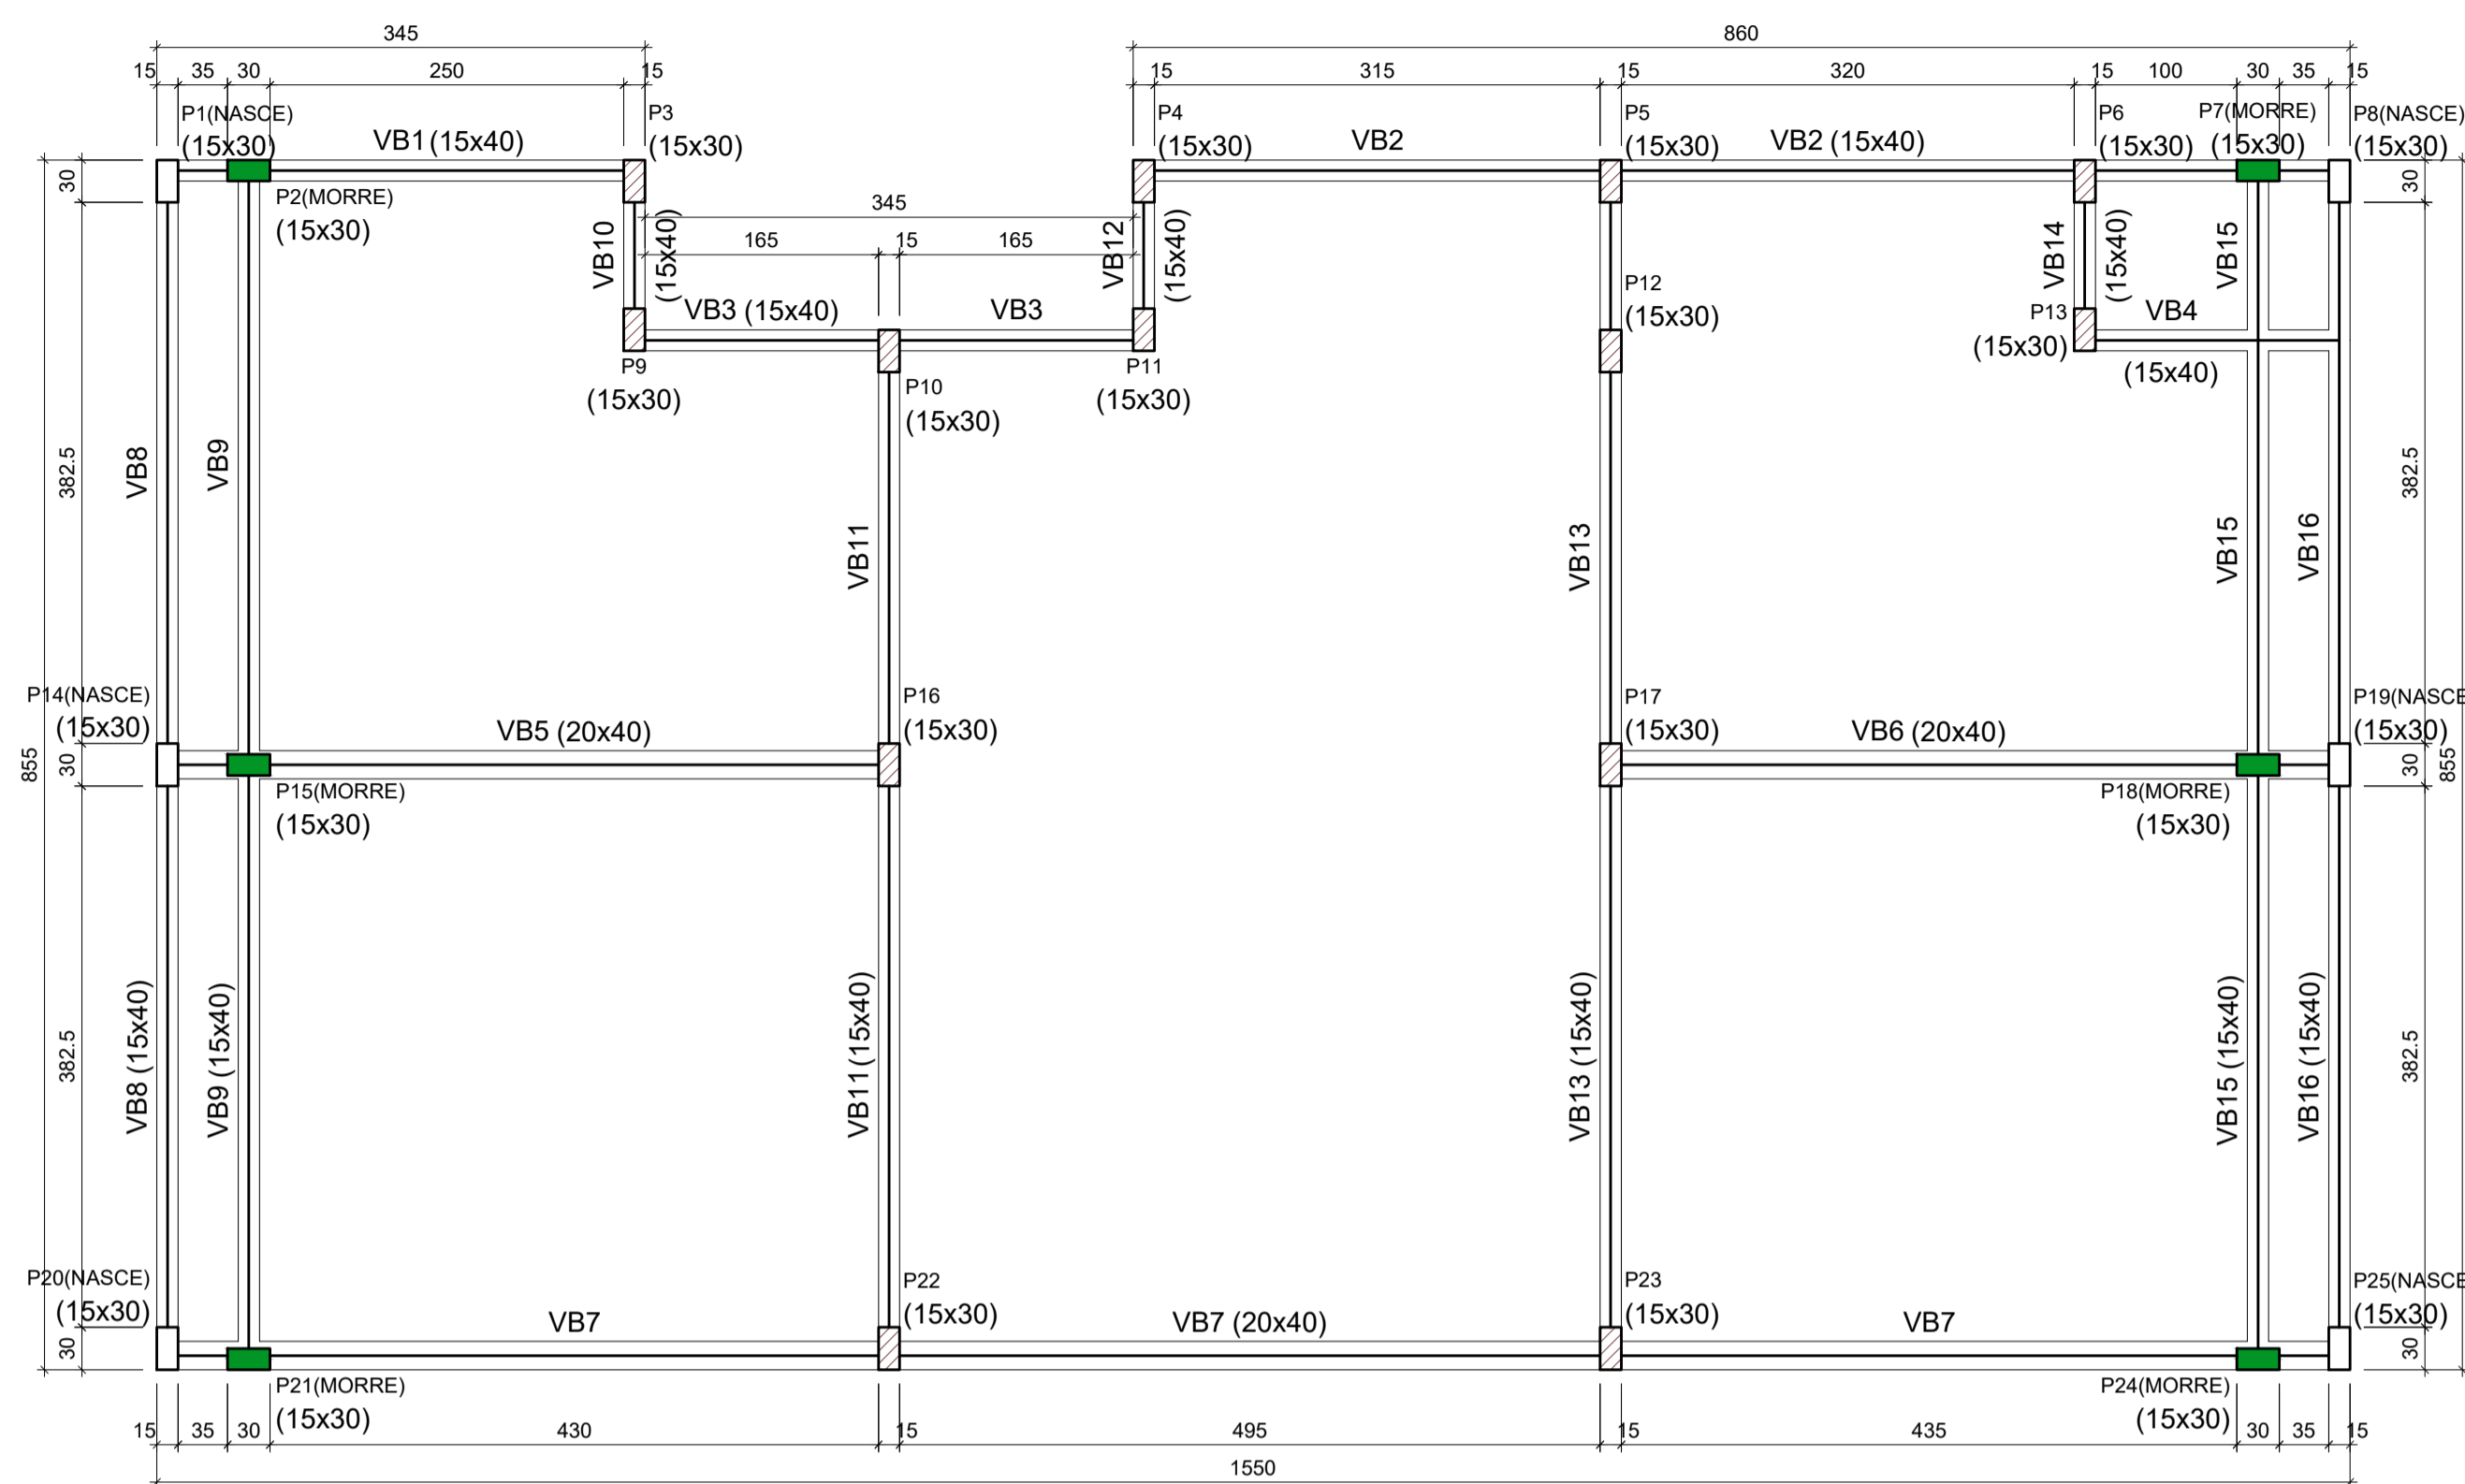 345
860
15 35 30 250 15
15 315 15 320 15 100 30 35 15
P1(NASCE)
(15x30)
VB1 (15x40)
P3
(15x30)
P4
(15x30)
VB2
P5
(15x30)
VB2 (15x40)
P6
(15x30)
P7(MORRE)
(15x30)
P8(NASCE)
(15x30)
30
P2(MORRE)
(15x30)
345
165 15 165
VB10
(15x40)
VB12
(15x40)
VB3 (15x40)
VB3
P9
(15x30)
P10
(15x30)
P11
(15x30)
P12
(15x30)
VB14
(15x40)
VB15
P13
(15x30)
VB4
(15x40)
30
382.5
VB8
VB9
VB11
VB13
VB15
VB16
382.5
P14(NASCE)
(15x30)
VB5 (20x40)
P16
(15x30)
P17
(15x30)
VB6 (20x40)
P19(NASCE
(15x30)
855
30
P15(MORRE)
(15x30)
P18(MORRE)
(15x30)
30
855
382.5
VB8 (15x40)
VB9 (15x40)
VB11 (15x40)
VB13 (15x40)
VB15 (15x40)
VB16 (15x40)
382.5
P20(NASCE)
(15x30)
VB7
P22
(15x30)
VB7 (20x40)
P23
(15x30)
VB7
P25(NASCE
(15x30)
30
30
P21(MORRE)
(15x30)
P24(MORRE)
(15x30)
15 35 30 430 15 495 15 435 30 35 15
1550